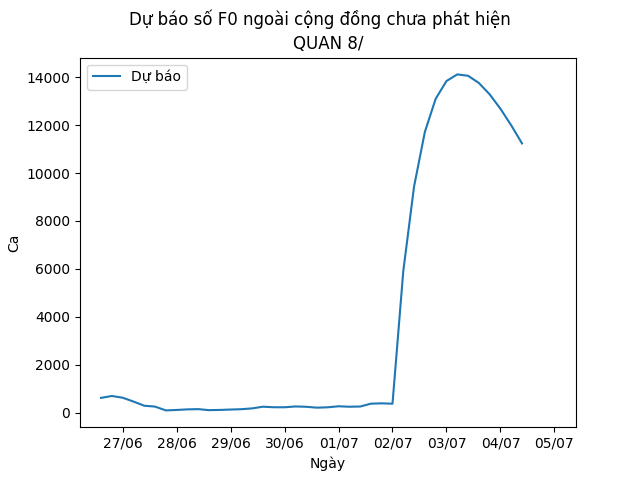 Dự báo số F0 ngoài cộng đồng chưa phát hiện
QUAN 8/
Dự báo
14000
12000
10000
8000
6000
4000
2000
0
Ca
27/06 28/06 29/06 30/06 01/07 02/07 03/07 04/07 05/07
Ngày